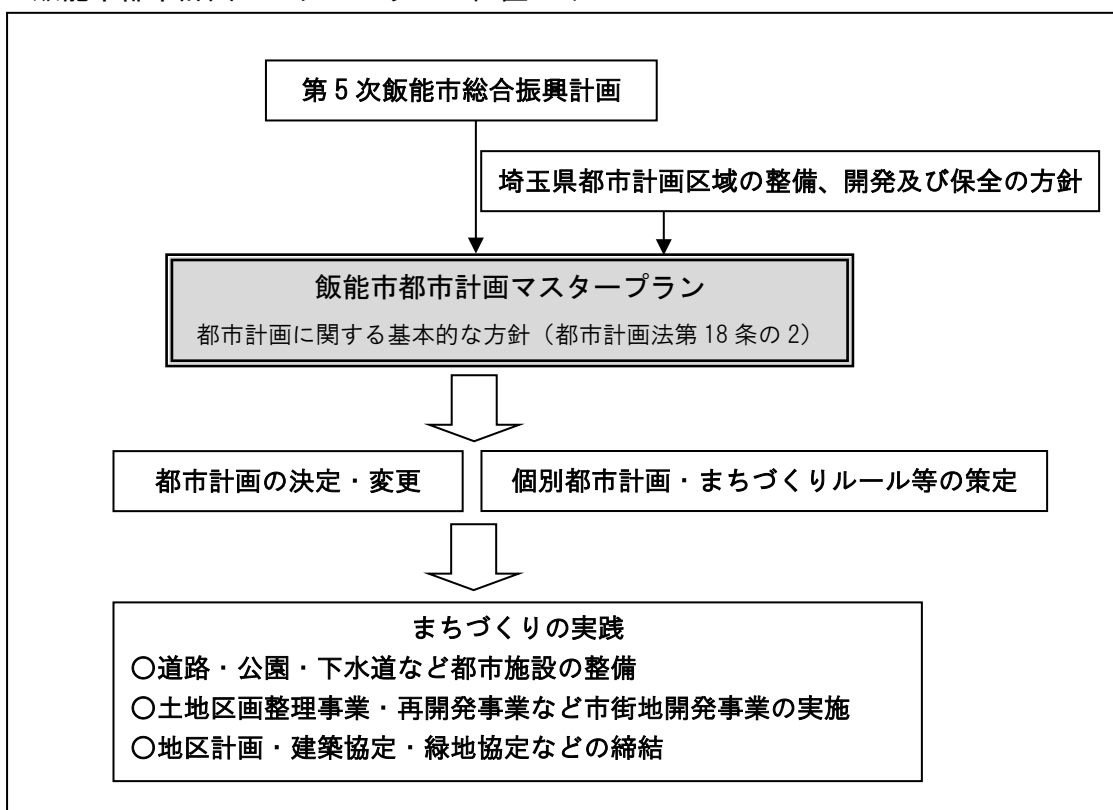 第5次飯能市総合振興計画
埼玉県都市計画区域の整備、開発及び保全の方針
飯能市都市計画マスタープラン
都市計画に関する基本的な方針（都市計画法第18条の2）
都市計画の決定・変更
個別都市計画・まちづくりルール等の策定
まちづくりの実践
○道路・公園・下水道など都市施設の整備
○土地区画整理事業・再開発事業など市街地開発事業の実施
○地区計画・建築協定・緑地協定などの締結